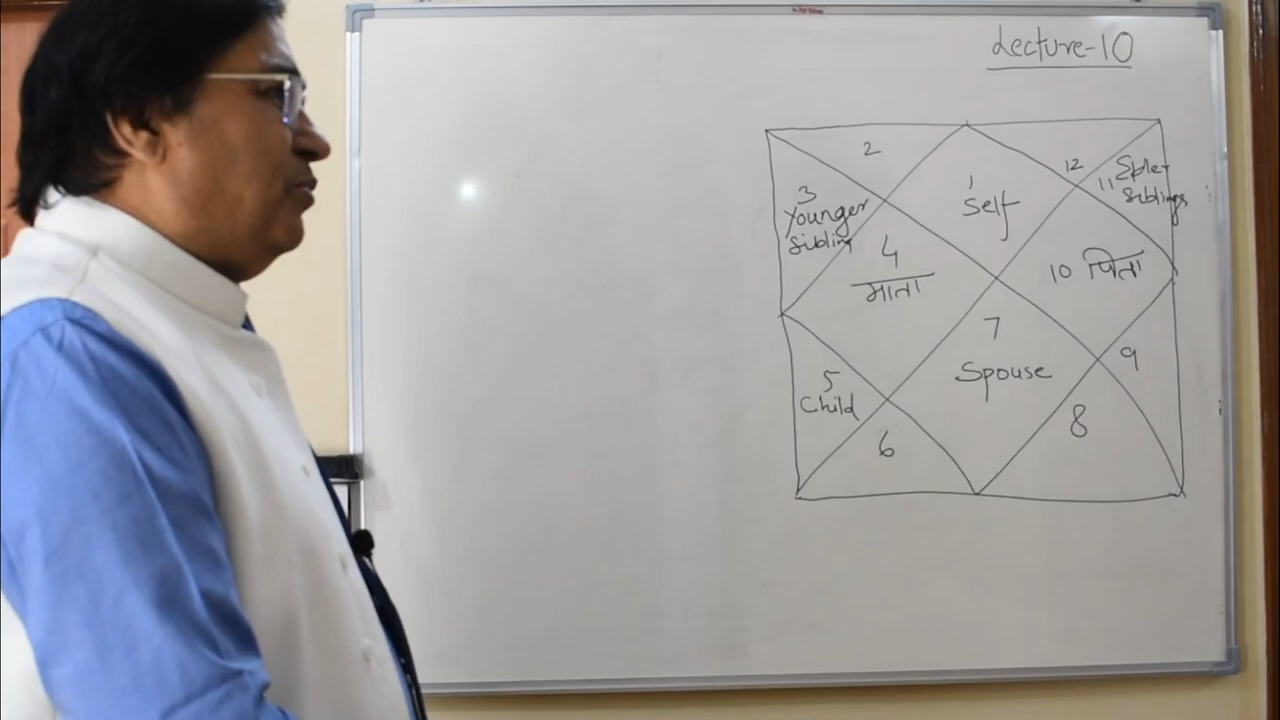 Lecture-10
2
12
1
Self
11 Elder
Siblings
3
Younger
Sibling
4
माता
10 पिता
7
Spouse
9
5
Child
6
8